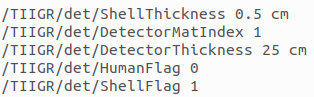 /TIIGR/det/ShellThickness 0.5 cm
/TIIGR/det/DetectorMatIndex 1
/TIIGR/det/DetectorThickness 25 cm
/TIIGR/det/HumanFlag 0
/TIIGR/det/ShellFlag 1